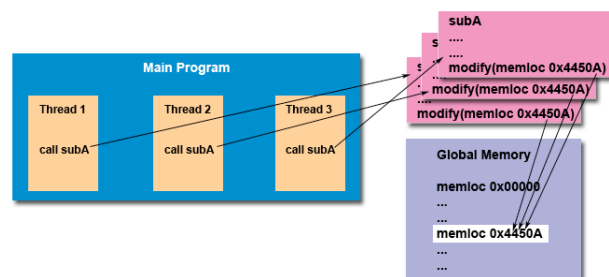 Main Program
Thread 1
call subA
Thread 2
call subA
Thread 3
call subA
subA
....
....
modify(memloc 0x4450A)
modify(memloc 0x4450A)
....
modify(memloc 0x4450A)
Global Memory
memloc 0x00000
...
...
memloc 0x4450A
...
...